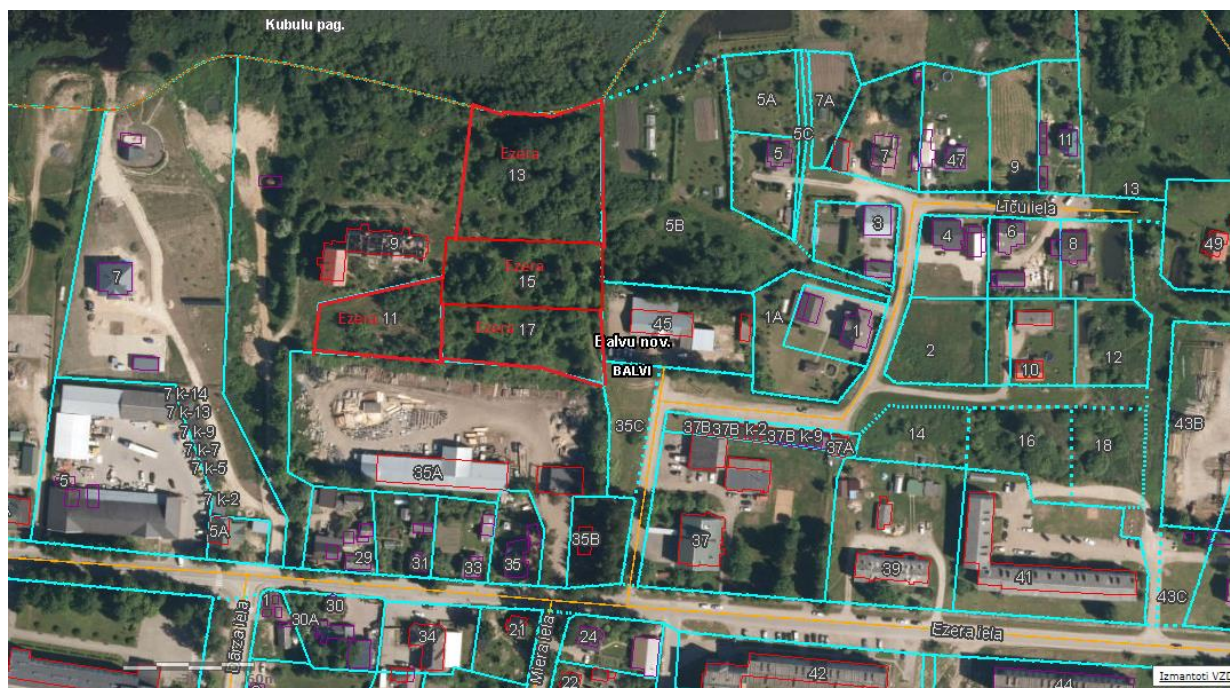 Kubulu pag.
5A
7A
5C
5
7
47
9
11
13
Ezera
13
Līču iela
5B
3
4
6
8
49
9
7
Ezera
15
Ezera 11
Ezera 17
45
1A
1
2
10
12
Balvu nov.
BALVI
7 k-14
7 k-13
7 k-9
7 k-7
7 k-5
7 k-2
5
5A
35A
35C
37B
37B k-2
37B k-9
37A
14
16
18
43B
29
31
33
35
35B
37
39
41
43C
Dārza iela
1
30A
30
34
21
Miera iela
24
22
42
44
Ezera iela
Izmantoti VZ